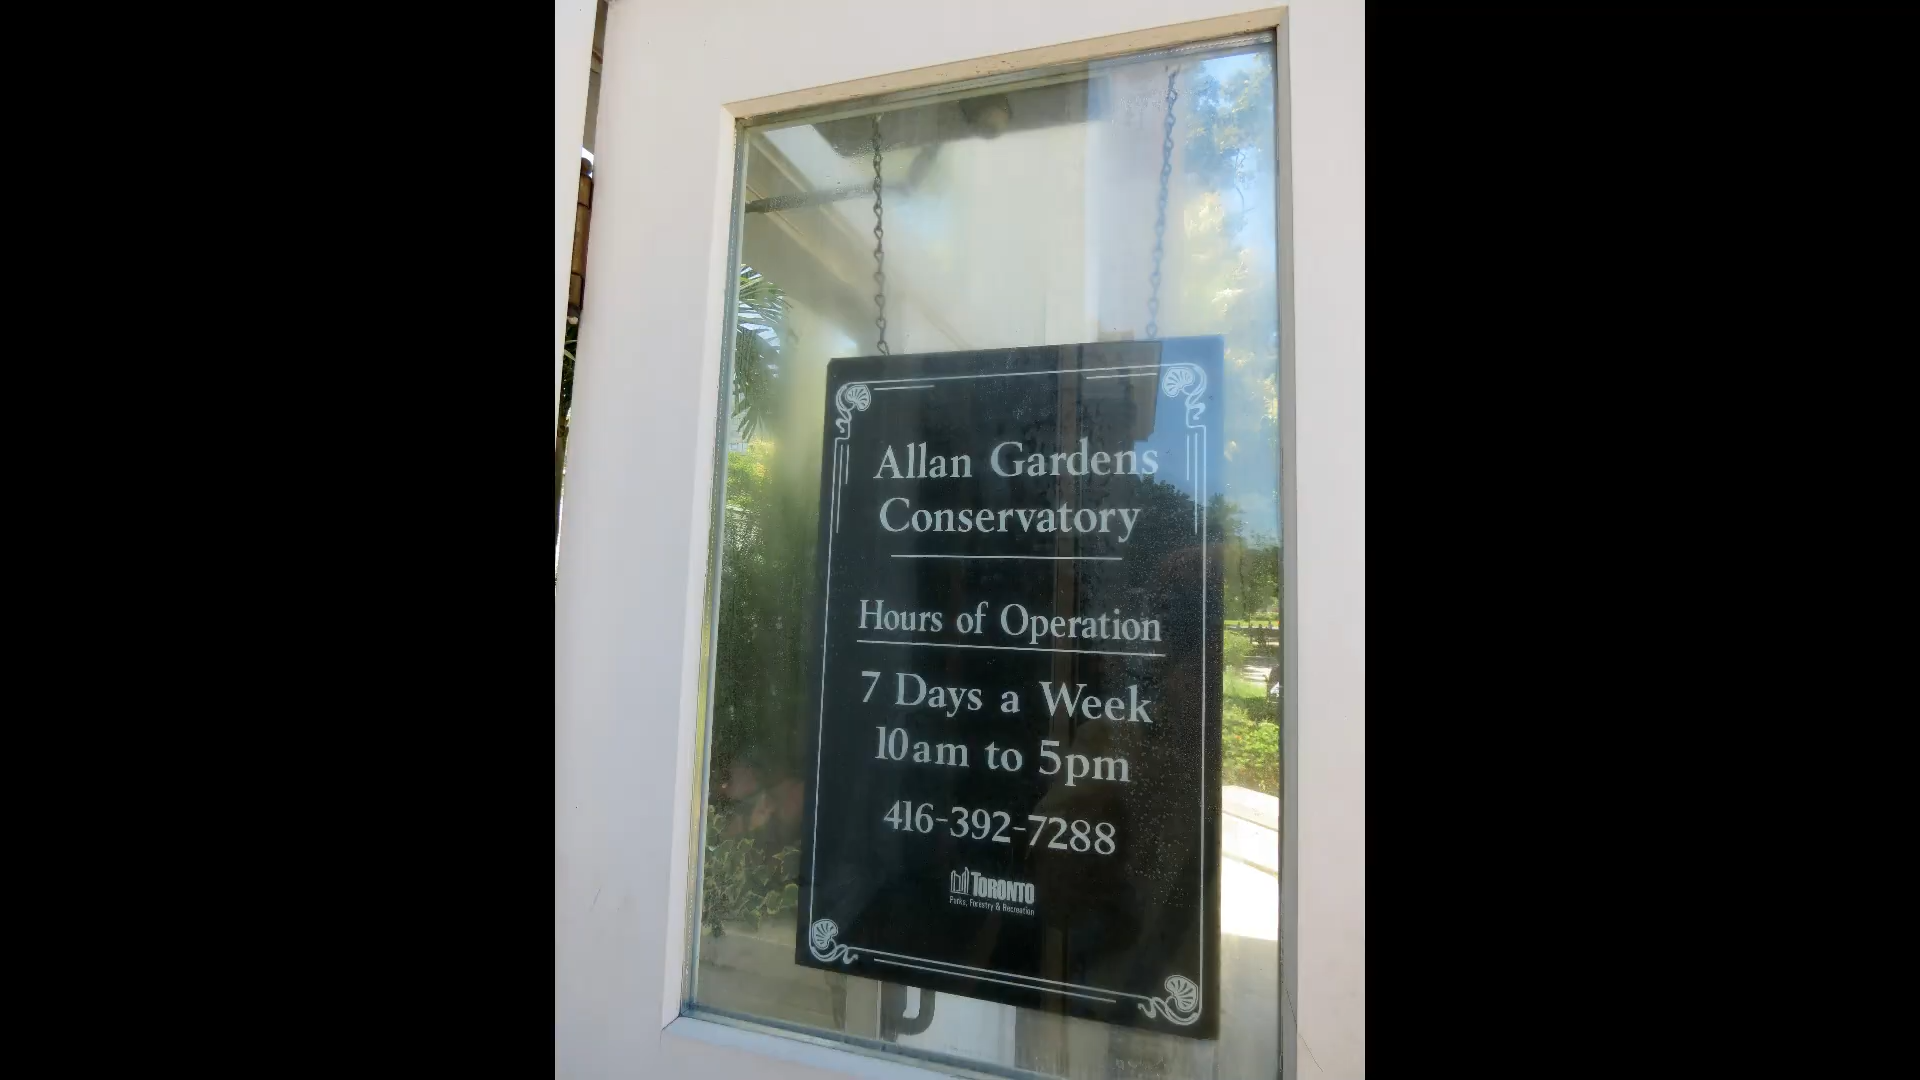 Allan Gardens
Conservatory
Hours of Operation
7 Days a Week
10am to 5pm
416-392-7288
TORONTO
Parks, Forestry & Recreation